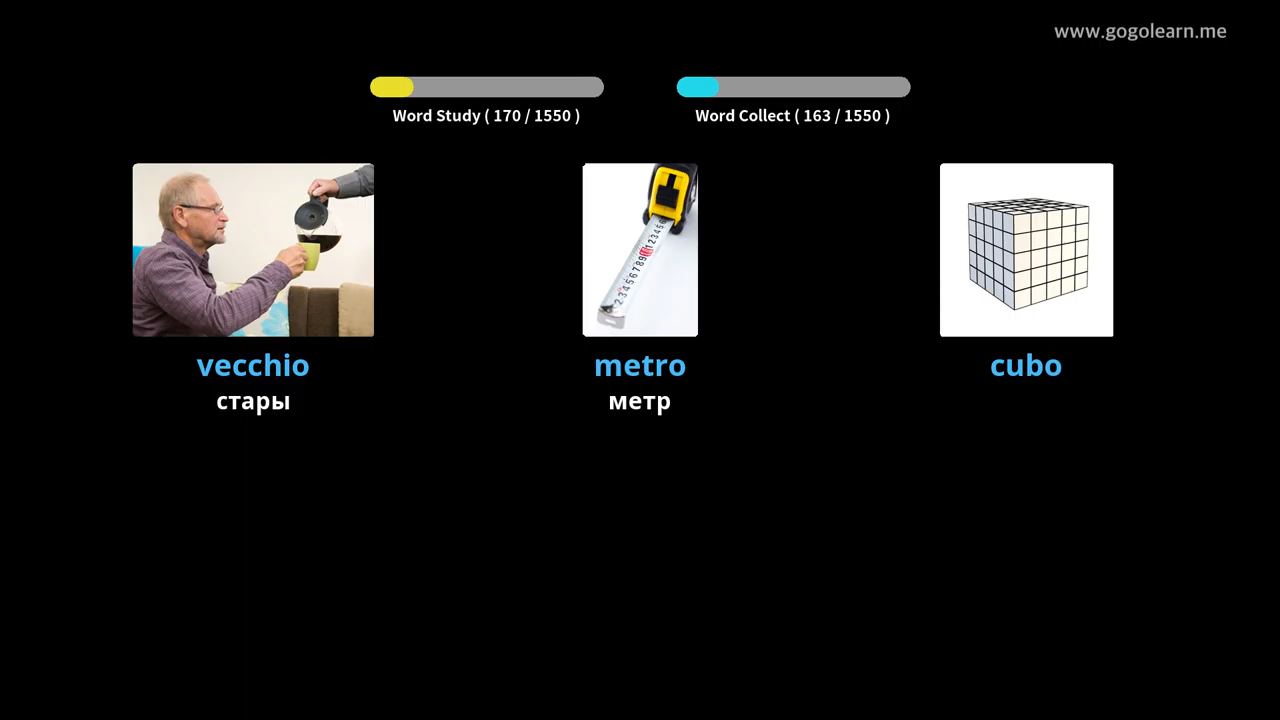 www.gogolearn.me
Word Study ( 170 / 1550 )
Word Collect ( 163 / 1550 )
vecchio
metro
cubo
стары
метр